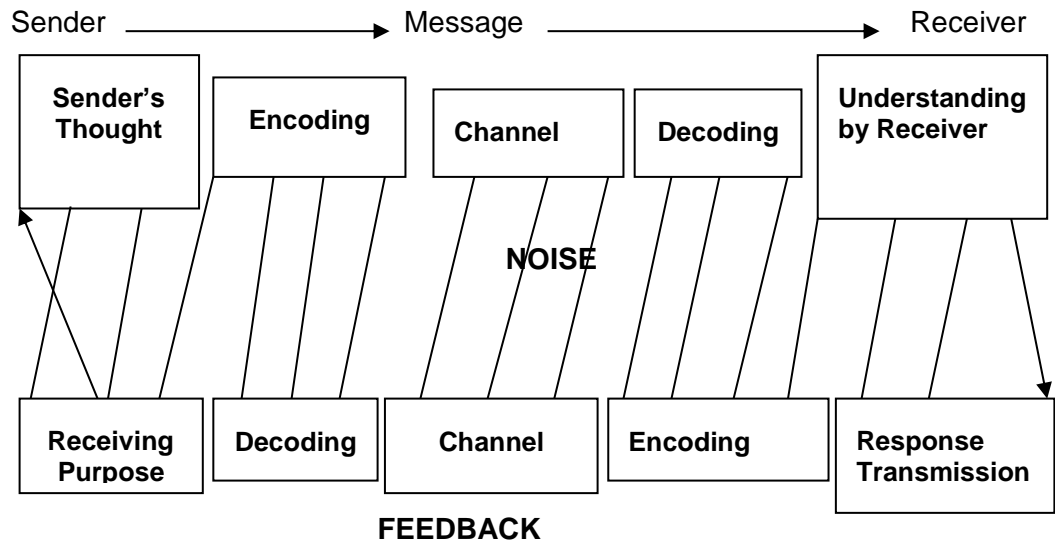 Sender
Message
Receiver
Sender's
Thought
Encoding
Channel
Decoding
Understanding
by Receiver
NOISE
Receiving
Purpose
Decoding
Channel
Encoding
Response
Transmission
FEEDBACK